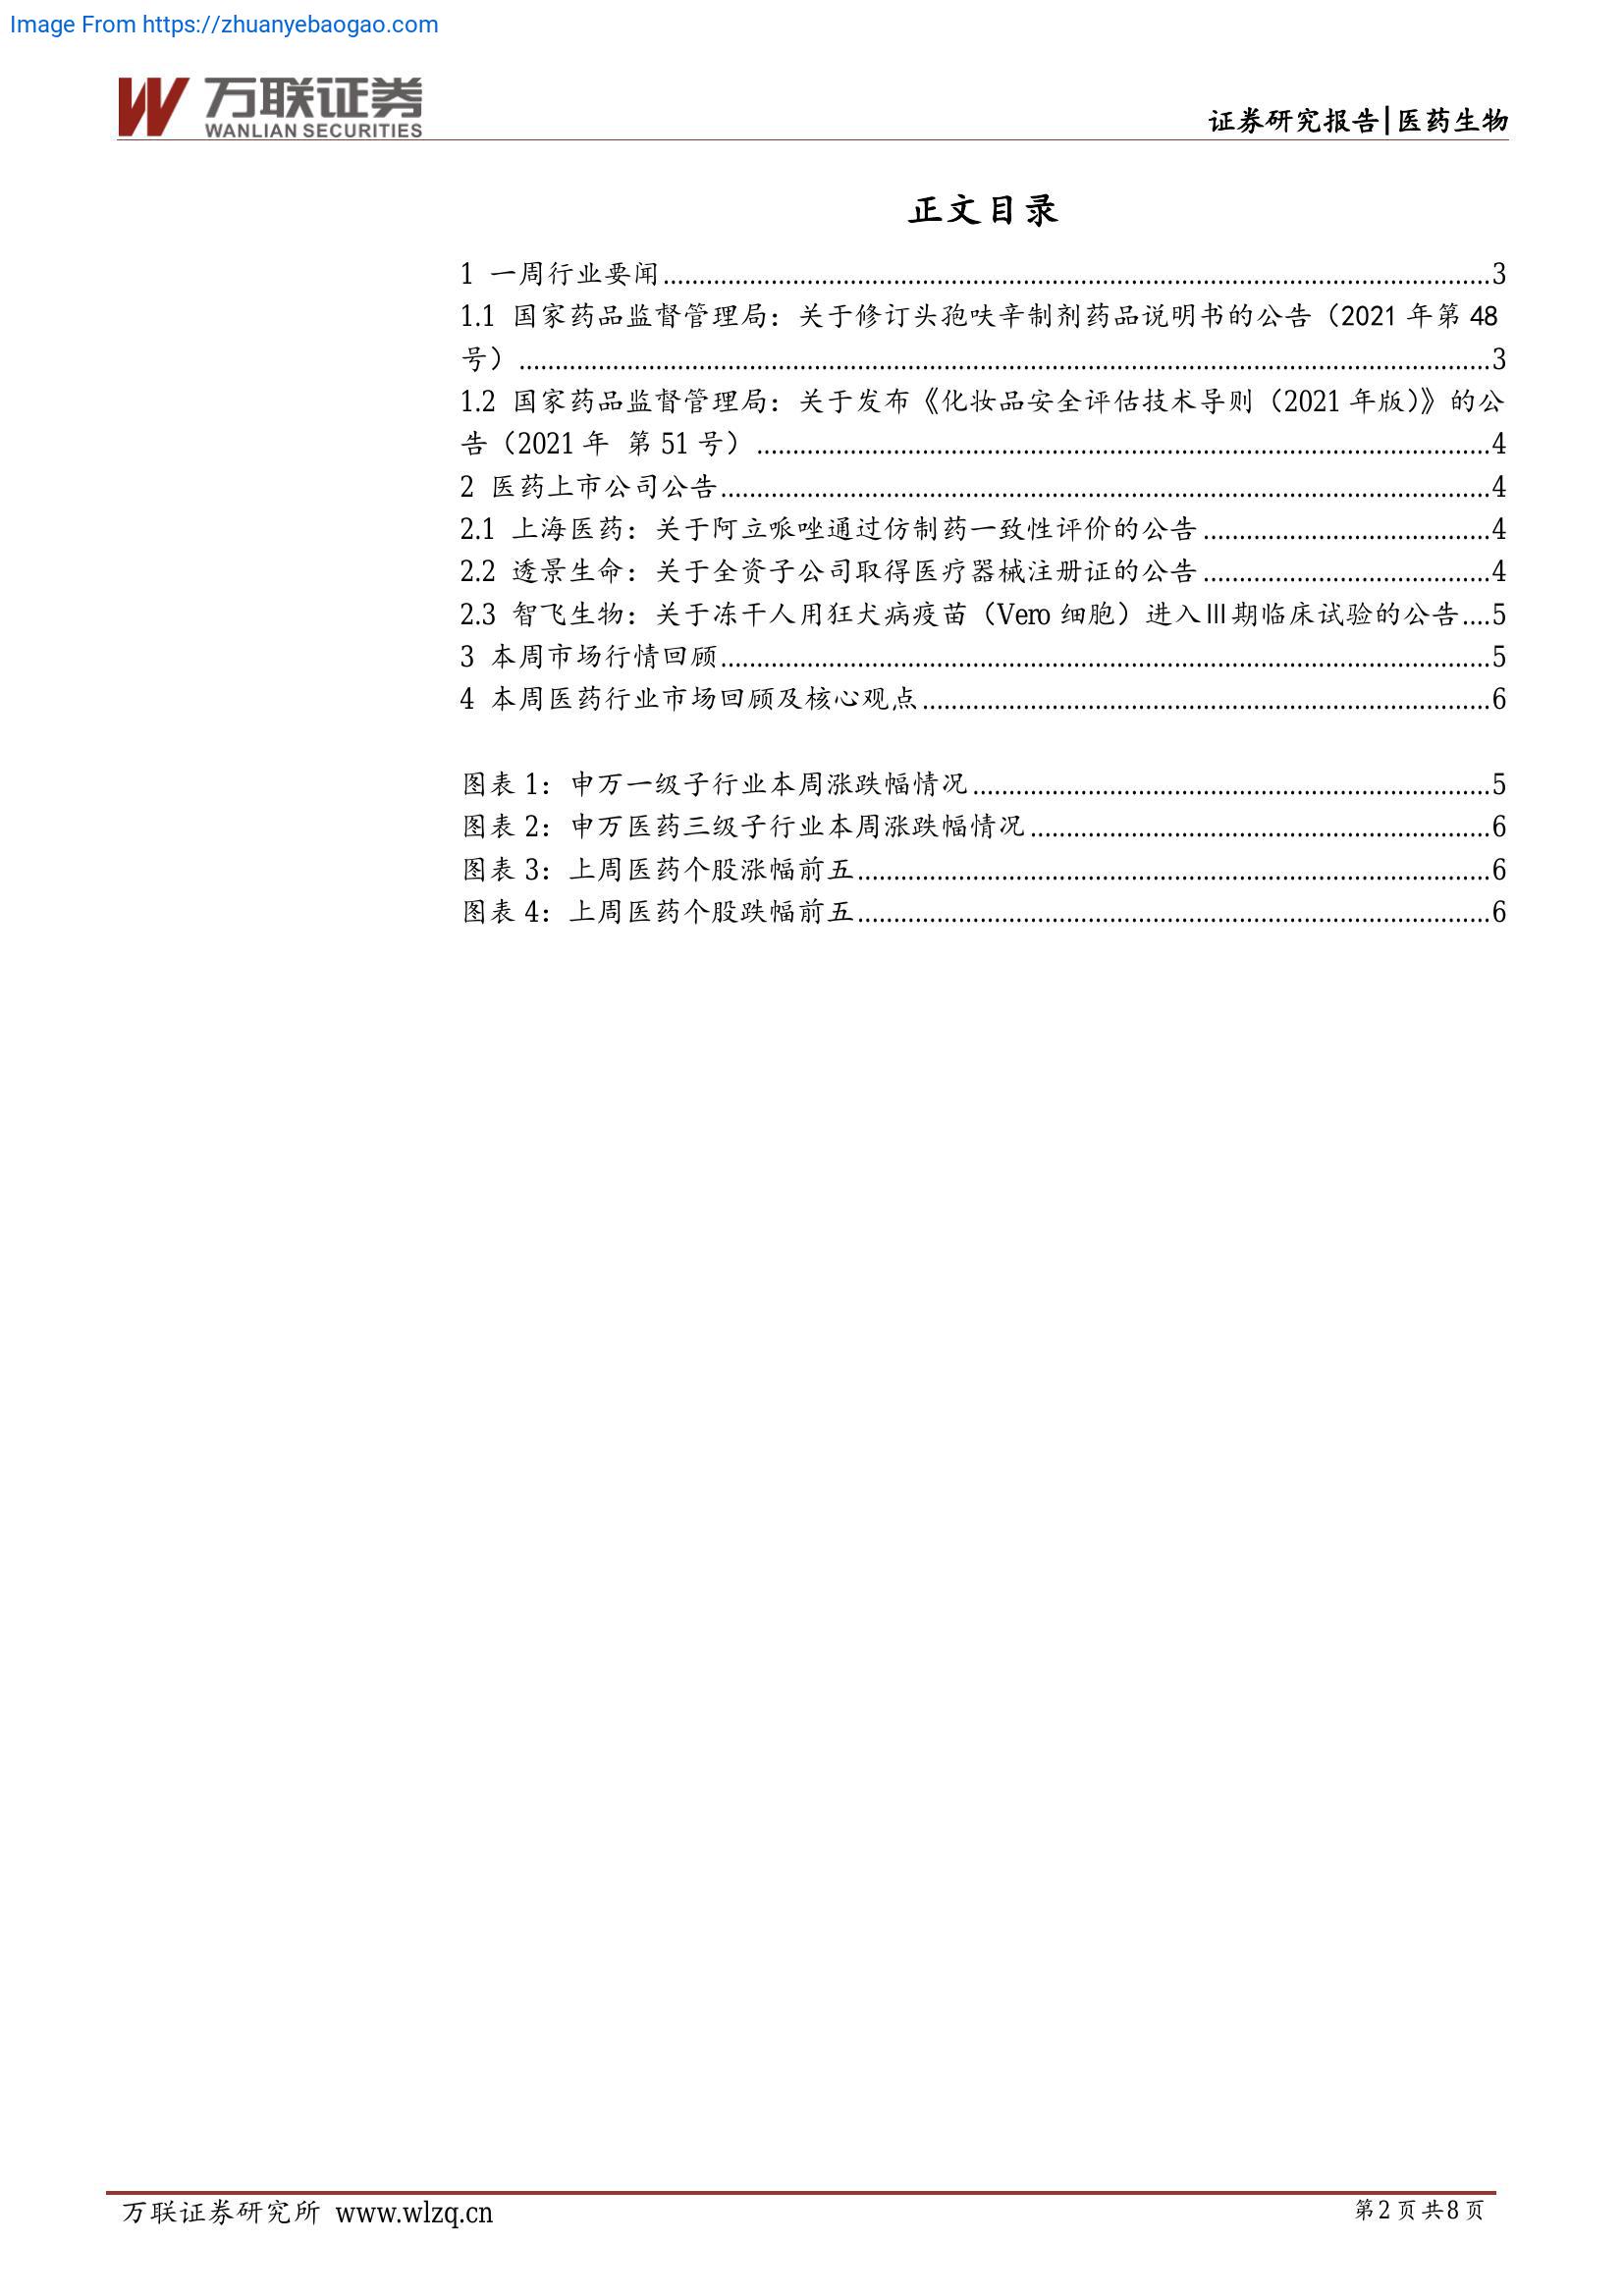 Image From https://zhuanyebaogao.com
万联证券
WANLIAN SECURITIES
证券研究报告|医药生物
正文目录
1 一周行业要闻........................................3
1.1 国家药品监督管理局：关于修订头孢呋辛制剂药品说明书的公告（2021 年第 48
号）........................................3
1.2 国家药品监督管理局：关于发布《化妆品安全评估技术导则（2021 年版）》的公
告（2021 年 第 51 号）........................................4
2 医药上市公司公告........................................4
2.1 上海医药：关于阿立哌唑通过仿制药一致性评价的公告........................................4
2.2 透景生命：关于全资子公司取得医疗器械注册证的公告........................................4
2.3 智飞生物：关于冻干人用狂犬病疫苗（Vero 细胞）进入Ⅲ期临床试验的公告....5
3 本周市场行情回顾........................................5
4 本周医药行业市场回顾及核心观点........................................6
图表 1：申万一级子行业本周涨跌幅情况........................................5
图表 2：申万医药三级子行业本周涨跌幅情况........................................6
图表 3：上周医药个股涨幅前五........................................6
图表 4：上周医药个股跌幅前五........................................6
万联证券研究所 www.wlzq.cn
第 2 页 共 8 页